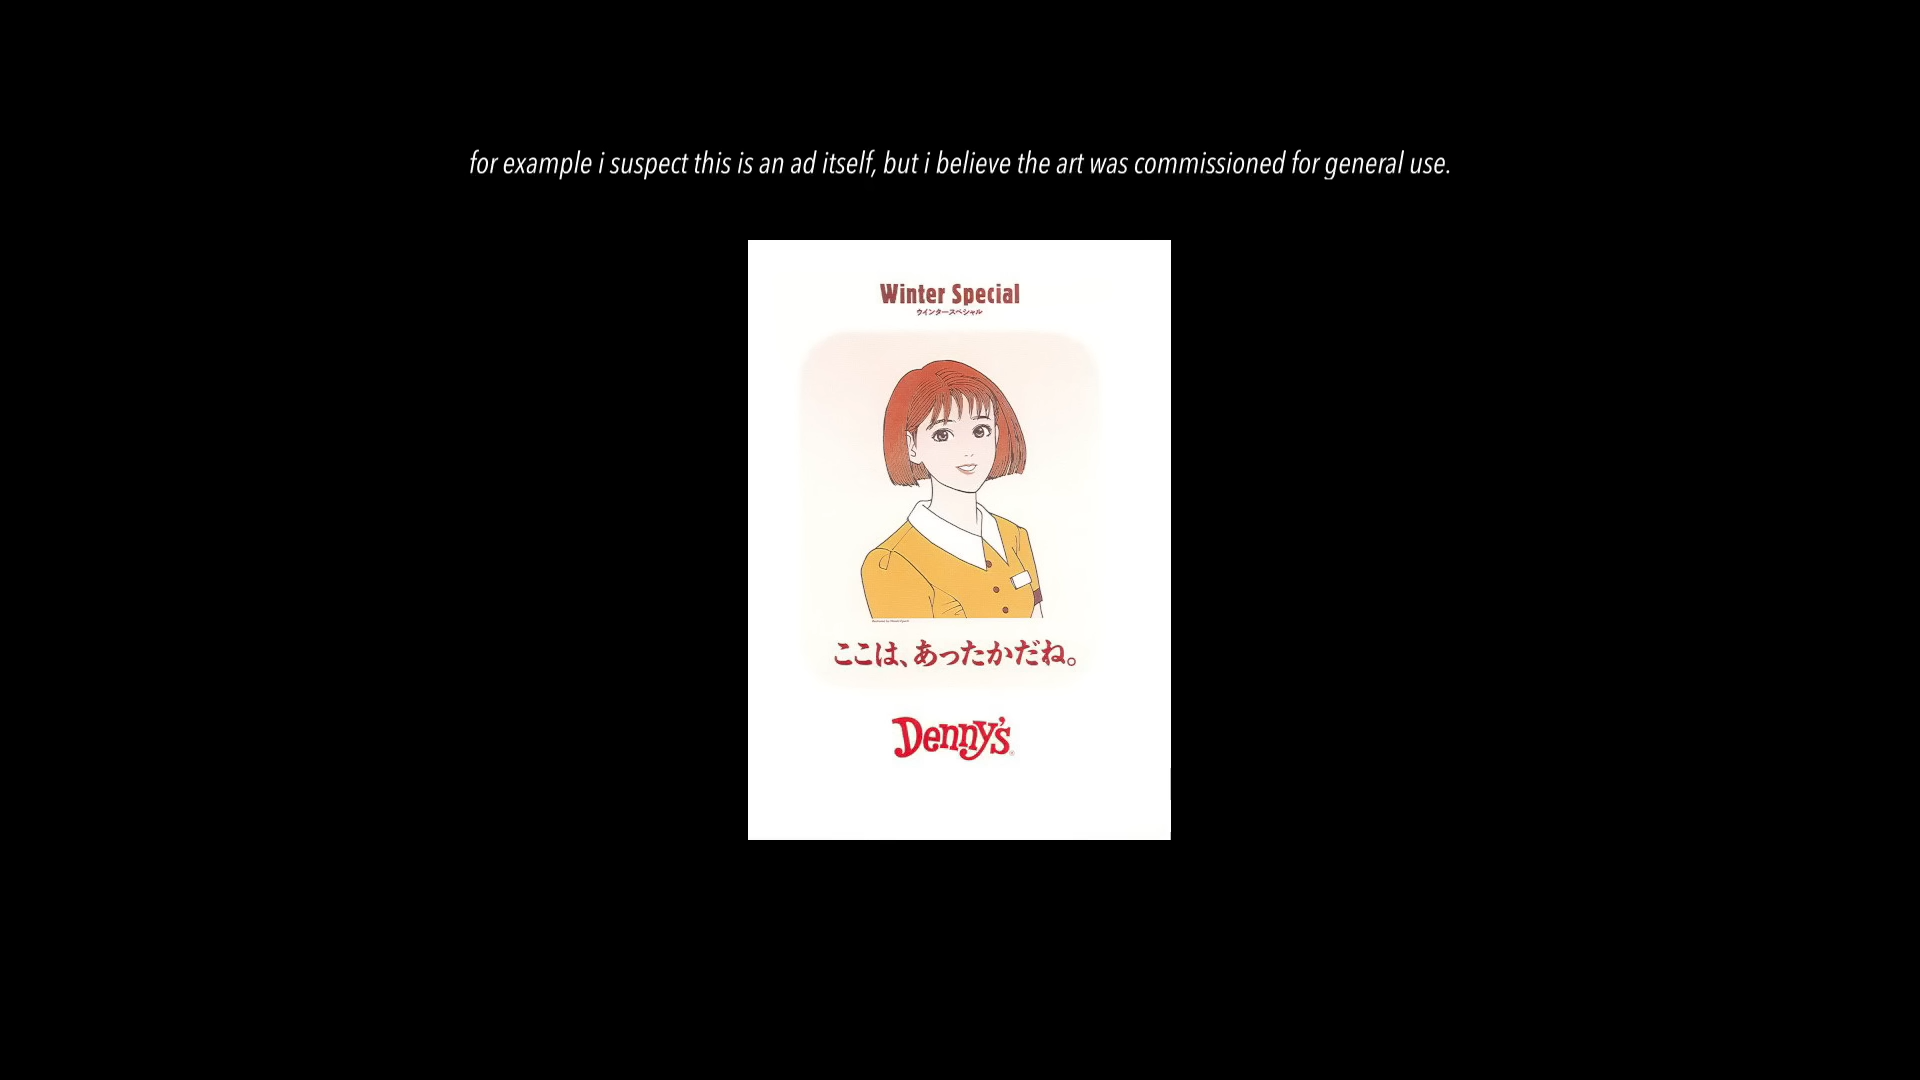 for example i suspect this is an ad itself, but i believe the art was commissioned for general use.
Winter Special
ウインタースペシャル
ここは、あったかだね。
Denny's